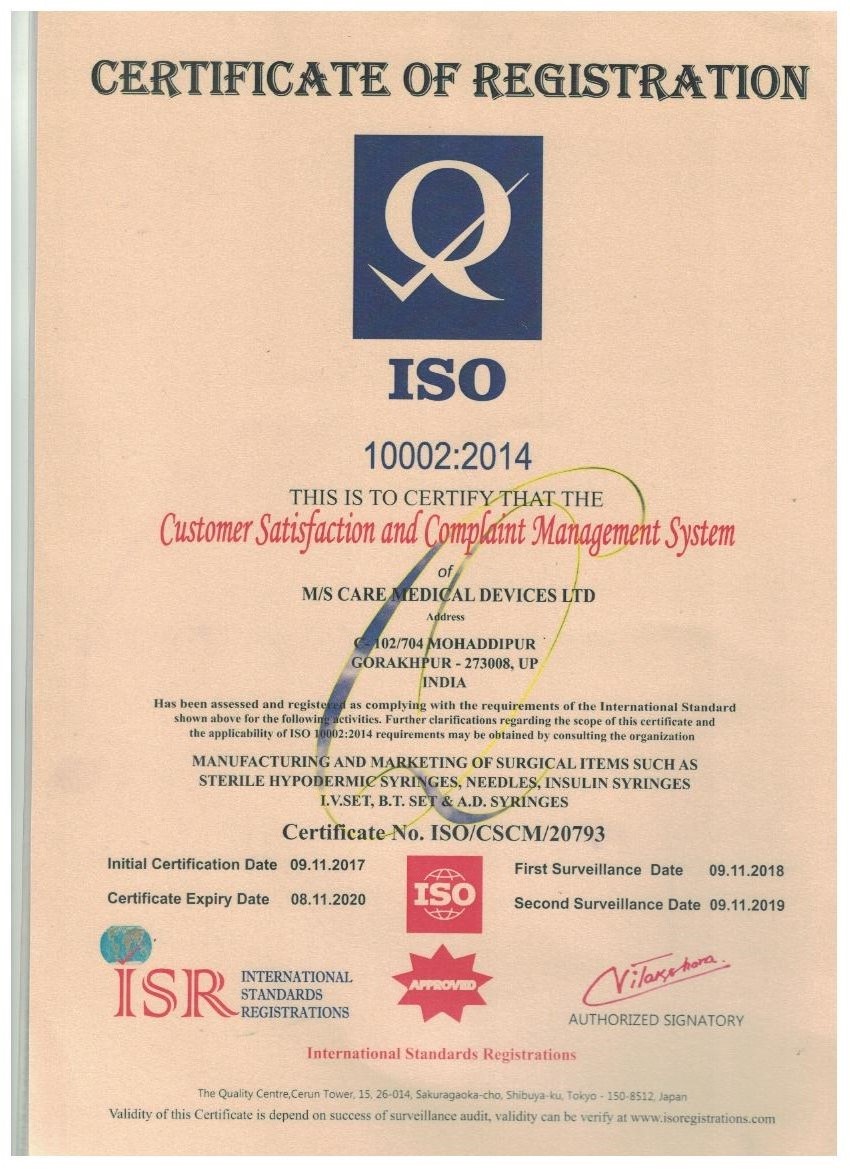 CERTIFICATE OF REGISTRATION
Q
ISO
10002:2014
THIS IS TO CERTIFY THAT THE
Customer Satisfaction and Complaint Management System
of
M/S CARE MEDICAL DEVICES LTD
Address
C- 102/704 MOHADDIPUR
GORAKHPUR - 273008, UP
INDIA
Has been assessed and registered as complying with the requirements of the International Standard
shown above for the following activities. Further clarifications regarding the scope of this certificate and
the applicability of ISO 10002:2014 requirements may be obtained by consulting the organization
MANUFACTURING AND MARKETING OF SURGICAL ITEMS SUCH AS
STERILE HYPODERMIC SYRINGES, NEEDLES, INSULIN SYRINGES
I.V.SET, B.T. SET & A.D. SYRINGES
Certificate No. ISO/CSCM/20793
Initial Certification Date 09.11.2017
Certificate Expiry Date 08.11.2020
ISO
First Surveillance Date 09.11.2018
Second Surveillance Date 09.11.2019
ISR
INTERNATIONAL
STANDARDS
REGISTRATIONS
APPROVED
AUTHORIZED SIGNATORY
International Standards Registrations
The Quality Centre,Cerun Tower, 15, 26-014, Sakuragaoka-cho, Shibuya-ku, Tokyo - 150-8512, Japan
Validity of this Certificate is depend on success of surveillance audit, validity can be verify at www.isoregistrations.com